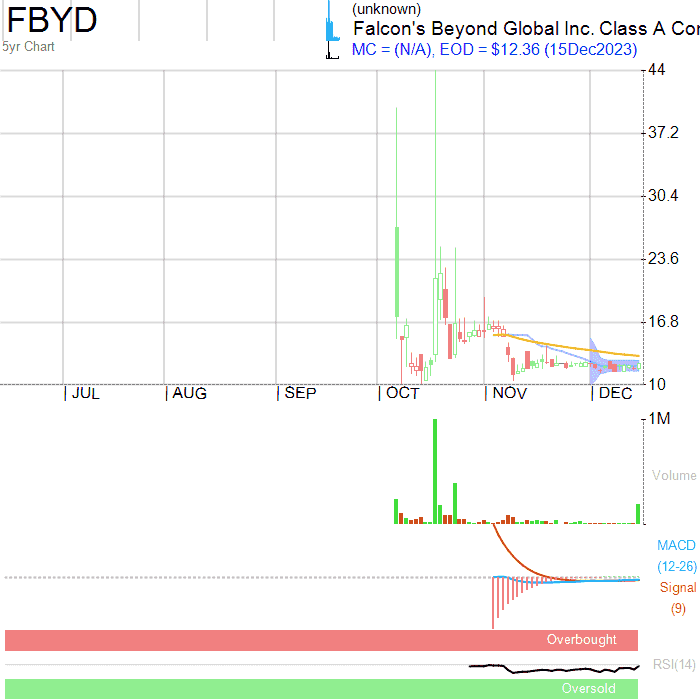 FBYD
5yr Chart
(unknown)
Falcon's Beyond Global Inc. Class A Cor
MC = (N/A), EOD = $12.36 (15Dec2023)
44
37.2
30.4
23.6
16.8
10
JUL AUG SEP OCT NOV DEC
1M
Volume
MACD
(12-26)
Signal
(9)
Overbought
RSI(14)
Oversold